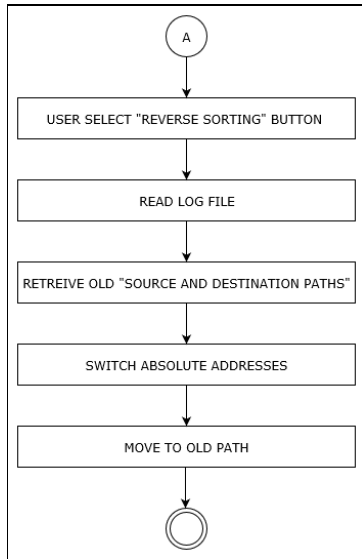 A
USER SELECT "REVERSE SORTING" BUTTON
READ LOG FILE
RETREIVE OLD "SOURCE AND DESTINATION PATHS"
SWITCH ABSOLUTE ADDRESSES
MOVE TO OLD PATH